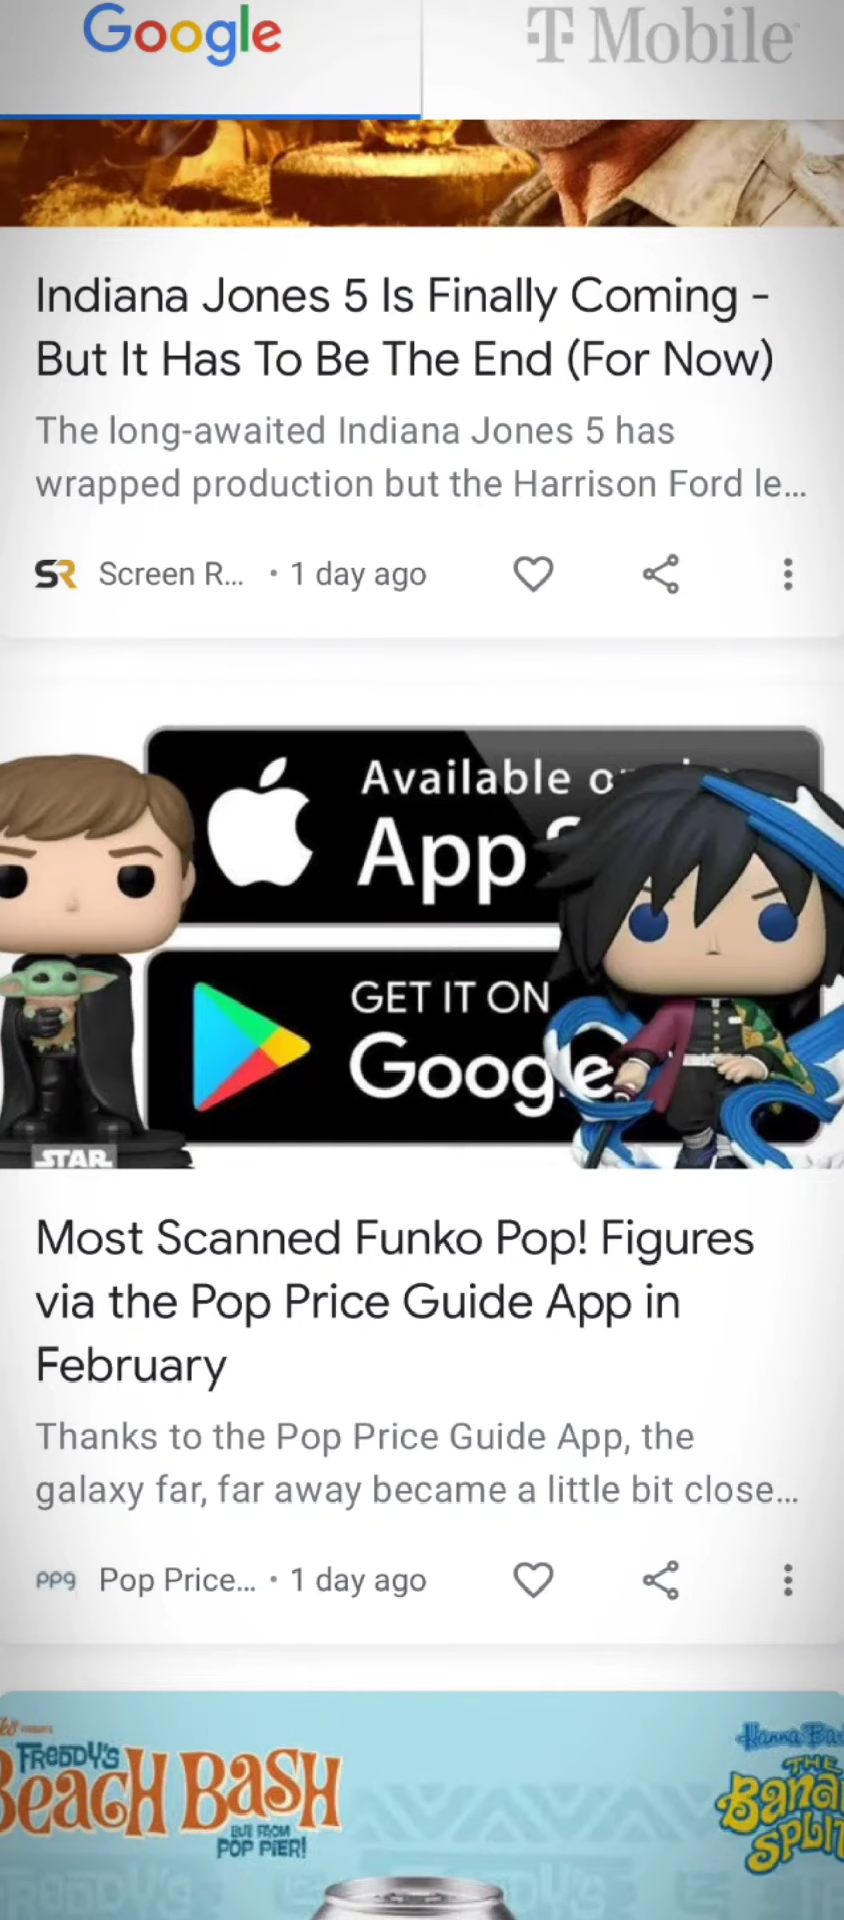 Google
T Mobile
Indiana Jones 5 Is Finally Coming -
But It Has To Be The End (For Now)
The long-awaited Indiana Jones 5 has
wrapped production but the Harrison Ford le...
SR Screen R... • 1 day ago
Available
App
GET IT ON
Google
STAR
Most Scanned Funko Pop! Figures
via the Pop Price Guide App in
February
Thanks to the Pop Price Guide App, the
galaxy far, far away became a little bit close...
ppg Pop Price... • 1 day ago
FREDDY'S
BEACH BASH
POP PIER!
Hanna
THE